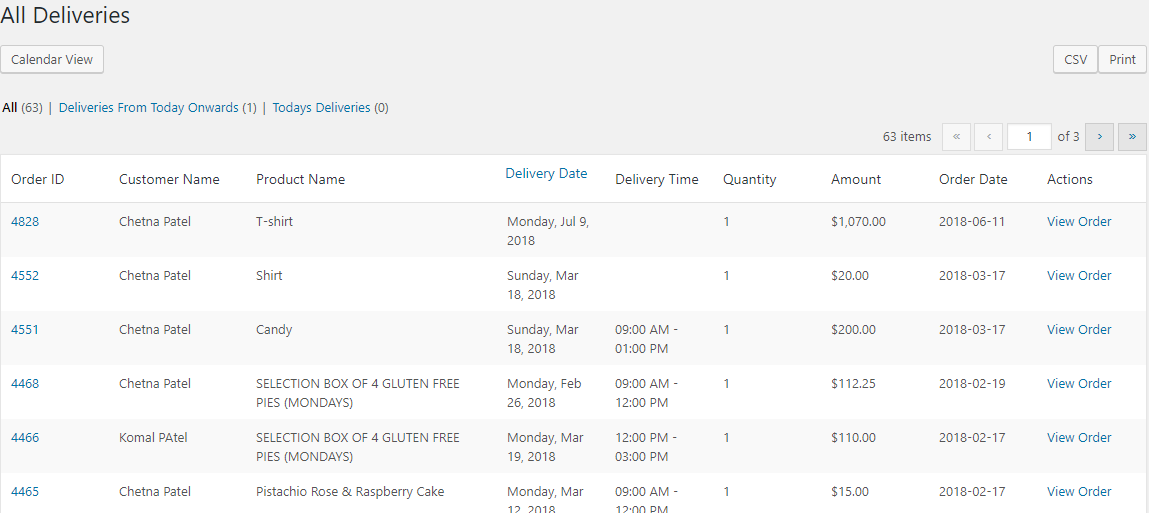 All Deliveries
Calendar View
CSV Print
All (63) | Deliveries From Today Onwards (1) | Todays Deliveries (0)
63 items « ‹ 1 of 3 › »
Order ID Customer Name Product Name Delivery Date Delivery Time Quantity Amount Order Date Actions
4828 Chetna Patel T-shirt Monday, Jul 9, 1 $1,070.00 2018-06-11 View Order
2018
4552 Chetna Patel Shirt Sunday, Mar 1 $20.00 2018-03-17 View Order
18, 2018
4551 Chetna Patel Candy Sunday, Mar 09:00 AM - 1 $200.00 2018-03-17 View Order
18, 2018 01:00 PM
4468 Chetna Patel SELECTION BOX OF 4 GLUTEN FREE Monday, Feb 09:00 AM - 1 $112.25 2018-02-19 View Order
PIES (MONDAYS) 26, 2018 12:00 PM
4466 Komal PAtel SELECTION BOX OF 4 GLUTEN FREE Monday, Mar 12:00 PM - 1 $110.00 2018-02-17 View Order
PIES (MONDAYS) 19, 2018 03:00 PM
4465 Chetna Patel Pistachio Rose & Raspberry Cake Monday, Mar 09:00 AM - 1 $15.00 2018-02-17 View Order
12, 2018 12:00 PM